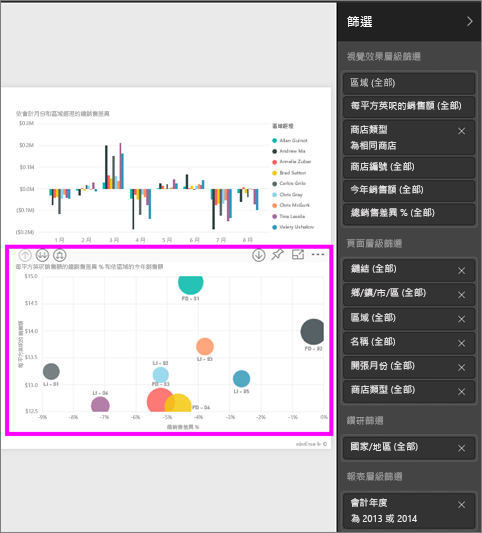 篩選
視覺效果層級篩選
區域 (全部)
每平方英呎的銷售額 (全部)
商店類型
為相同商店
商店編號 (全部)
今年銷售額 (全部)
總銷售差異 % (全部)
頁面層級篩選
鏈結 (全部)
鄉/鎮/市/區 (全部)
區域 (全部)
名稱 (全部)
開張月份 (全部)
商店類型 (全部)
鑽研篩選
國家/地區 (全部)
報表層級篩選
會計年度
為 2013 或 2014
依會計月份和區域經理的總銷售差異
$0.3M
$0.2M
$0.1M
$0.0M
($0.1M)
($0.2M)
1 月 2 月 3 月 4 月 5 月 6 月 7 月 8 月
區域經理
Allan Guinot
Andrew Ma
Annelie Zubar
Brad Sutton
Carlos Grilo
Chris Gray
Chris McGurk
Tina Lassila
Valery Ushakov
每平方英呎銷售額的總銷售差異 % 和依區域的今年銷售額
每平方英呎的銷售額
$15.0
$14.5
$14.0
$13.5
$13.0
$12.5
FD - 01
FD - 02
LI - 03
LI - 02
FD - 03
LI - 01
LI - 05
LI - 04
FD - 04
-9% -8% -7% -6% -5% -4% -3% -2% -1% 0%
總銷售差異 %